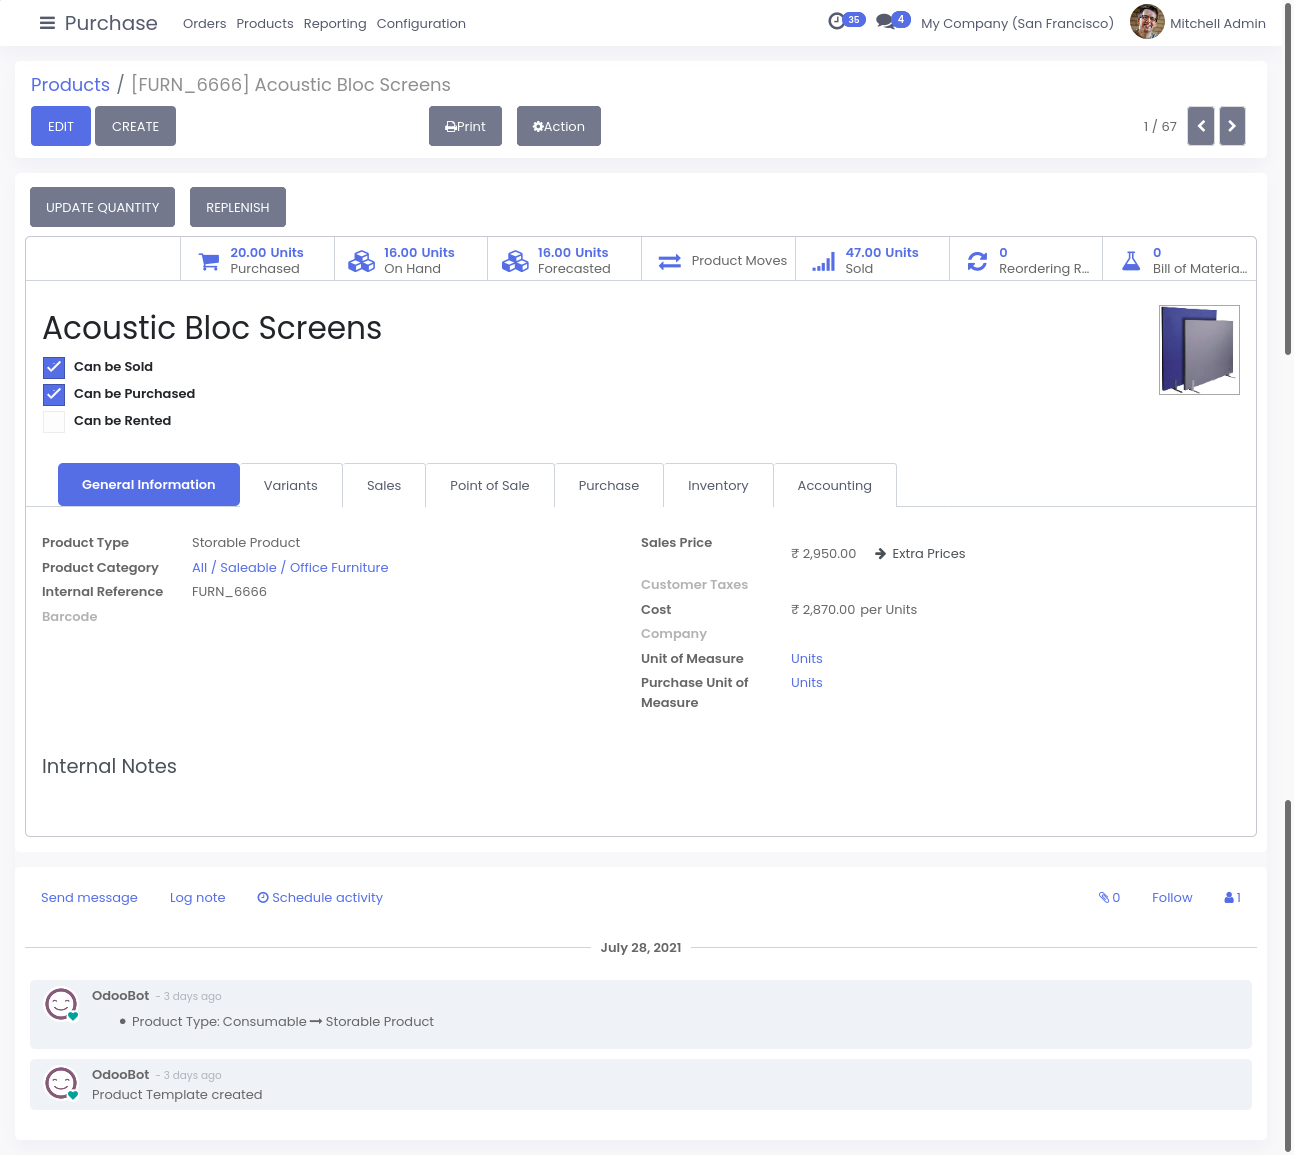 Purchase Orders Products Reporting Configuration 35 4 My Company (San Francisco) Mitchell Admin
Products / [FURN_6666] Acoustic Bloc Screens
EDIT CREATE Print Action 1 / 67
UPDATE QUANTITY REPLENISH
20.00 Units 16.00 Units 16.00 Units Product Moves 47.00 Units 0 0
Purchased On Hand Forecasted Sold Reordering R... Bill of Materia...
Acoustic Bloc Screens
Can be Sold
Can be Purchased
Can be Rented
General Information Variants Sales Point of Sale Purchase Inventory Accounting
Product Type Storable Product Sales Price
₹ 2,950.00 Extra Prices
Product Category All / Saleable / Office Furniture
Customer Taxes
Internal Reference FURN_6666 Cost ₹ 2,870.00 per Units
Barcode Company
Unit of Measure Units
Purchase Unit of Units
Measure
Internal Notes
Send message Log note Schedule activity 0 Follow 1
July 28, 2021
OdooBot - 3 days ago
• Product Type: Consumable → Storable Product
OdooBot - 3 days ago
Product Template created